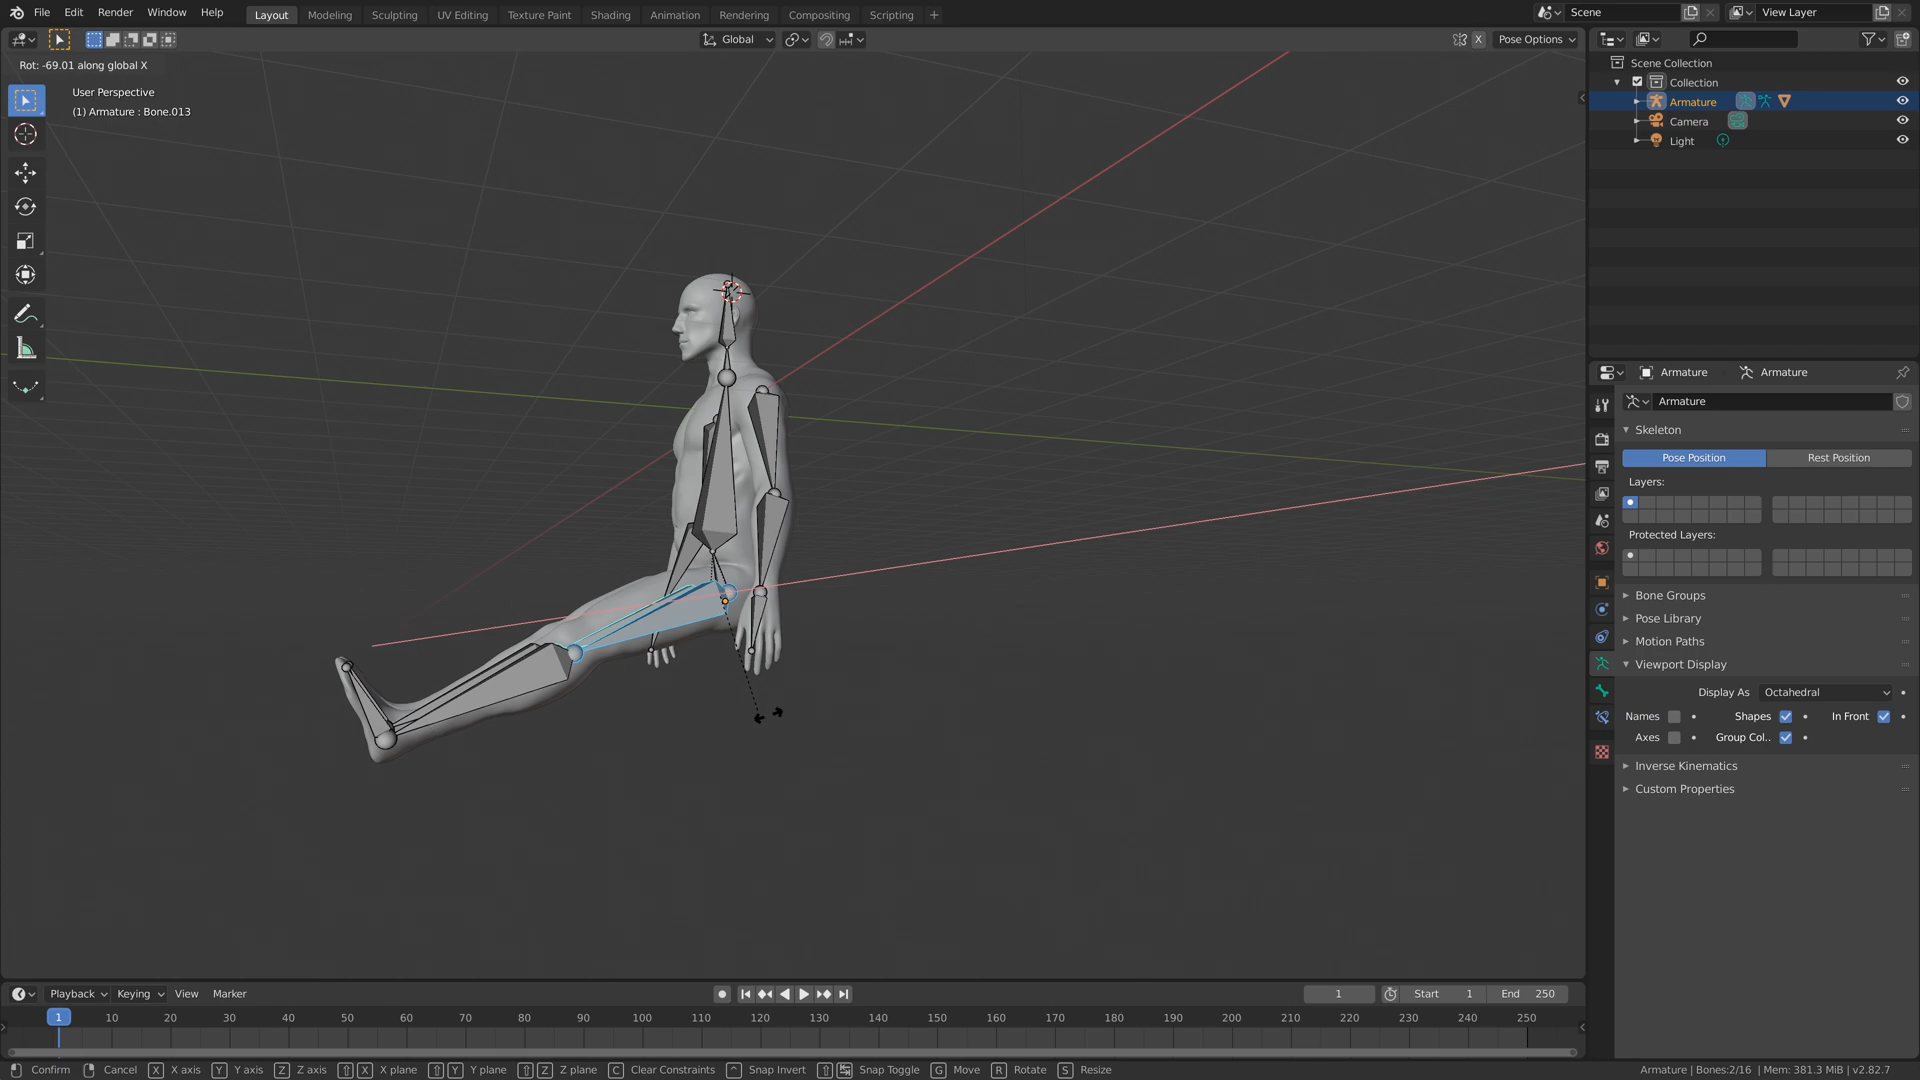 File Edit Render Window Help
Layout Modeling Sculpting UV Editing Texture Paint Shading Animation Rendering Compositing Scripting +
Scene
View Layer
Global
X
Pose Options
Rot: -69.01 along global X
User Perspective
(1) Armature : Bone.013
Scene Collection
Collection
Armature
Camera
Light
Armature Armature
Armature
Skeleton
Pose Position Rest Position
Layers:
Protected Layers:
Bone Groups
Pose Library
Motion Paths
Viewport Display
Display As Octahedral
Names Shapes In Front
Axes Group Col..
Inverse Kinematics
Custom Properties
Playback Keying View Marker
1 Start 1 End 250
1 10 20 30 40 50 60 70 80 90 100 110 120 130 140 150 160 170 180 190 200 210 220 230 240 250
Confirm Cancel X X axis Y Y axis Z Z axis X X plane Y Y plane Z Z plane C Clear Constraints ^ Snap Invert Snap Toggle G Move R Rotate S Resize
Armature | Bones:2/16 | Mem: 381.3 MiB | v2.82.7